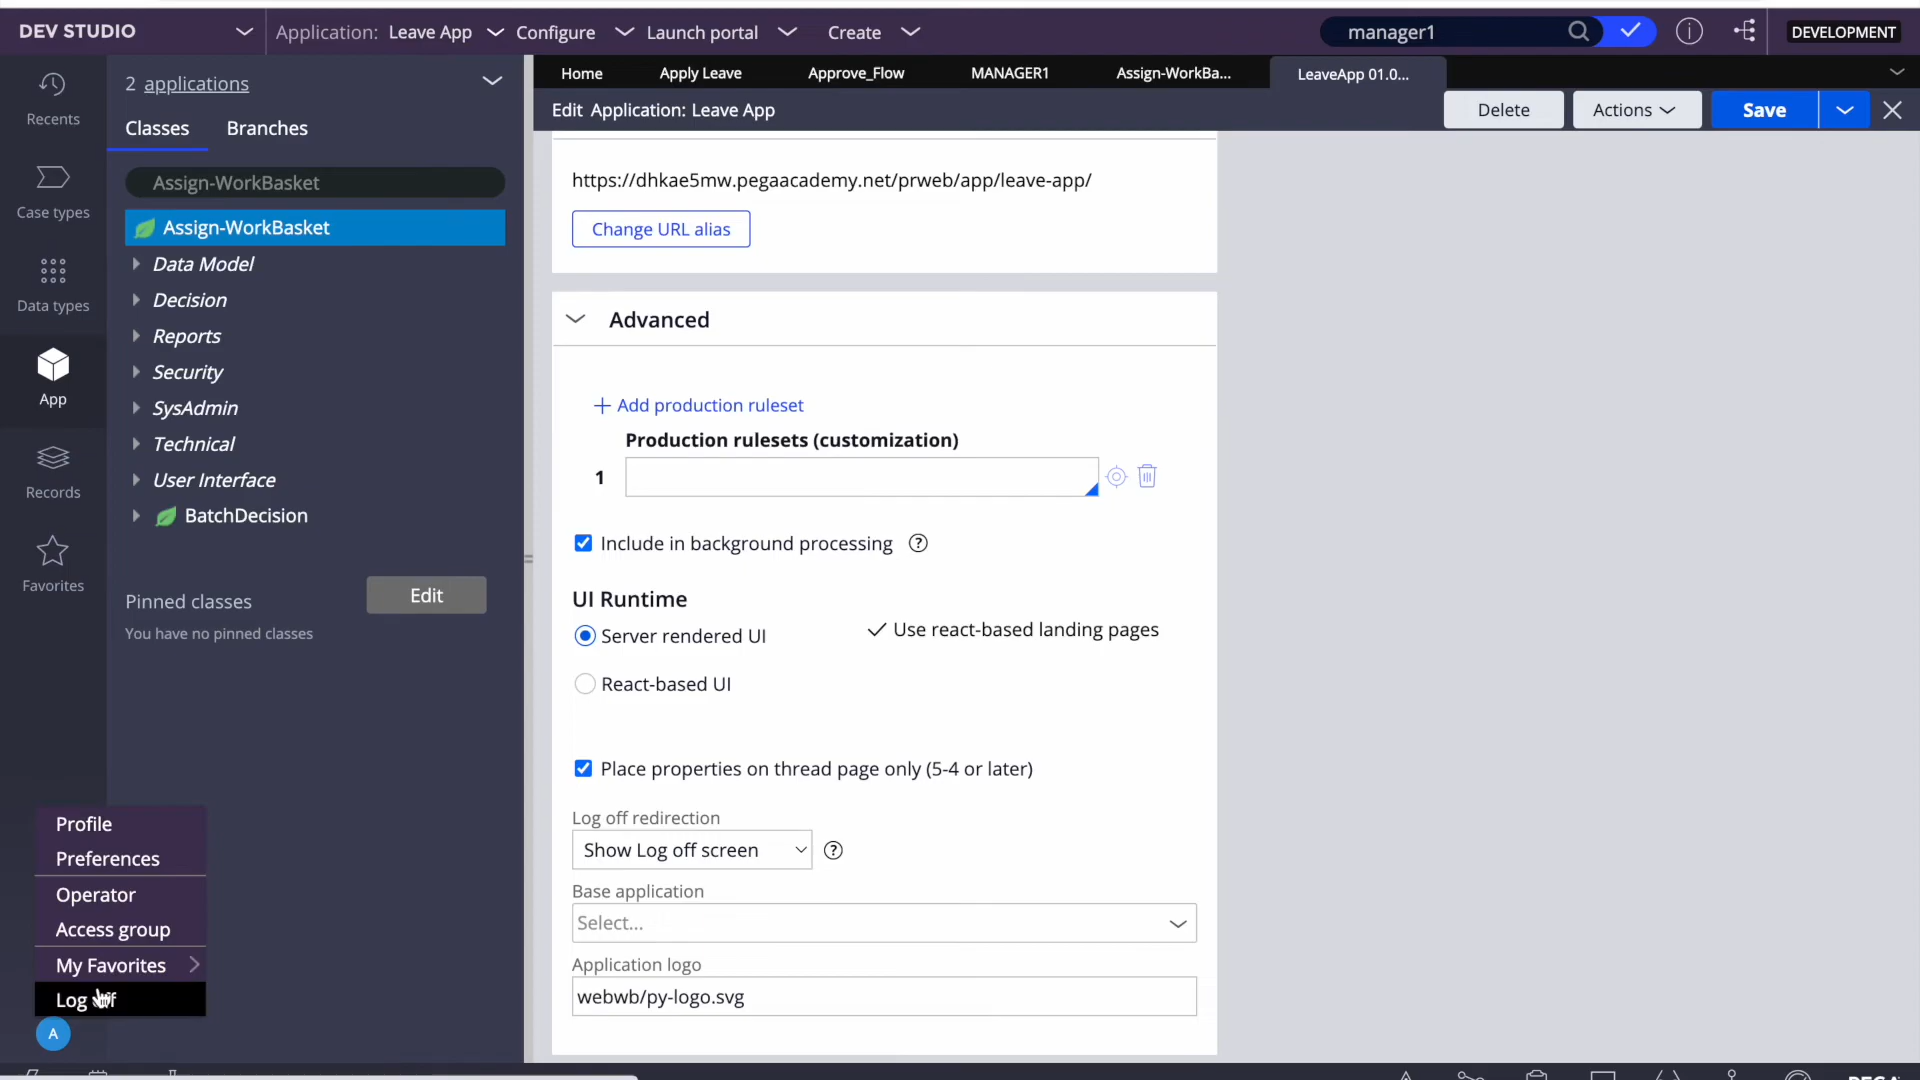 DEV STUDIO
Application: Leave App
Configure
Launch portal
Create
manager1
DEVELOPMENT
Recents
Case types
Data types
App
Records
Favorites
2 applications
Classes
Branches
Assign-WorkBasket
Assign-WorkBasket
Data Model
Decision
Reports
Security
SysAdmin
Technical
User Interface
BatchDecision
Pinned classes
Edit
You have no pinned classes
Profile
Preferences
Operator
Access group
My Favorites
A
Home
Apply Leave
Approve_Flow
MANAGER1
Assign-WorkBa...
LeaveApp 01.0...
Edit Application: Leave App
Delete
Actions
Save
https://dhkae5mw.pegaacademy.net/prweb/app/leave-app/
Change URL alias
Advanced
Add production ruleset
Production rulesets (customization)
1
Include in background processing
UI Runtime
Server rendered UI
Use react-based landing pages
React-based UI
Place properties on thread page only (5-4 or later)
Log off redirection
Show Log off screen
Base application
Select...
Application logo
webwb/py-logo.svg